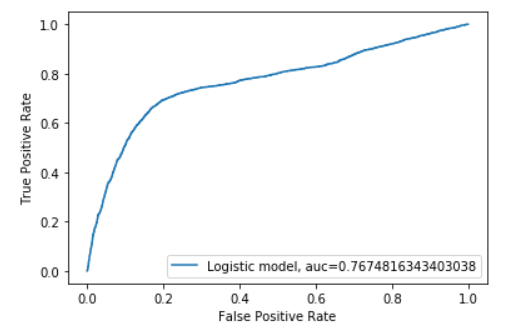 1.0
0.8
0.6
0.4
0.2
0.0
True Positive Rate
Logistic model, auc=0.7674816343403038
0.0 0.2 0.4 0.6 0.8 1.0
False Positive Rate